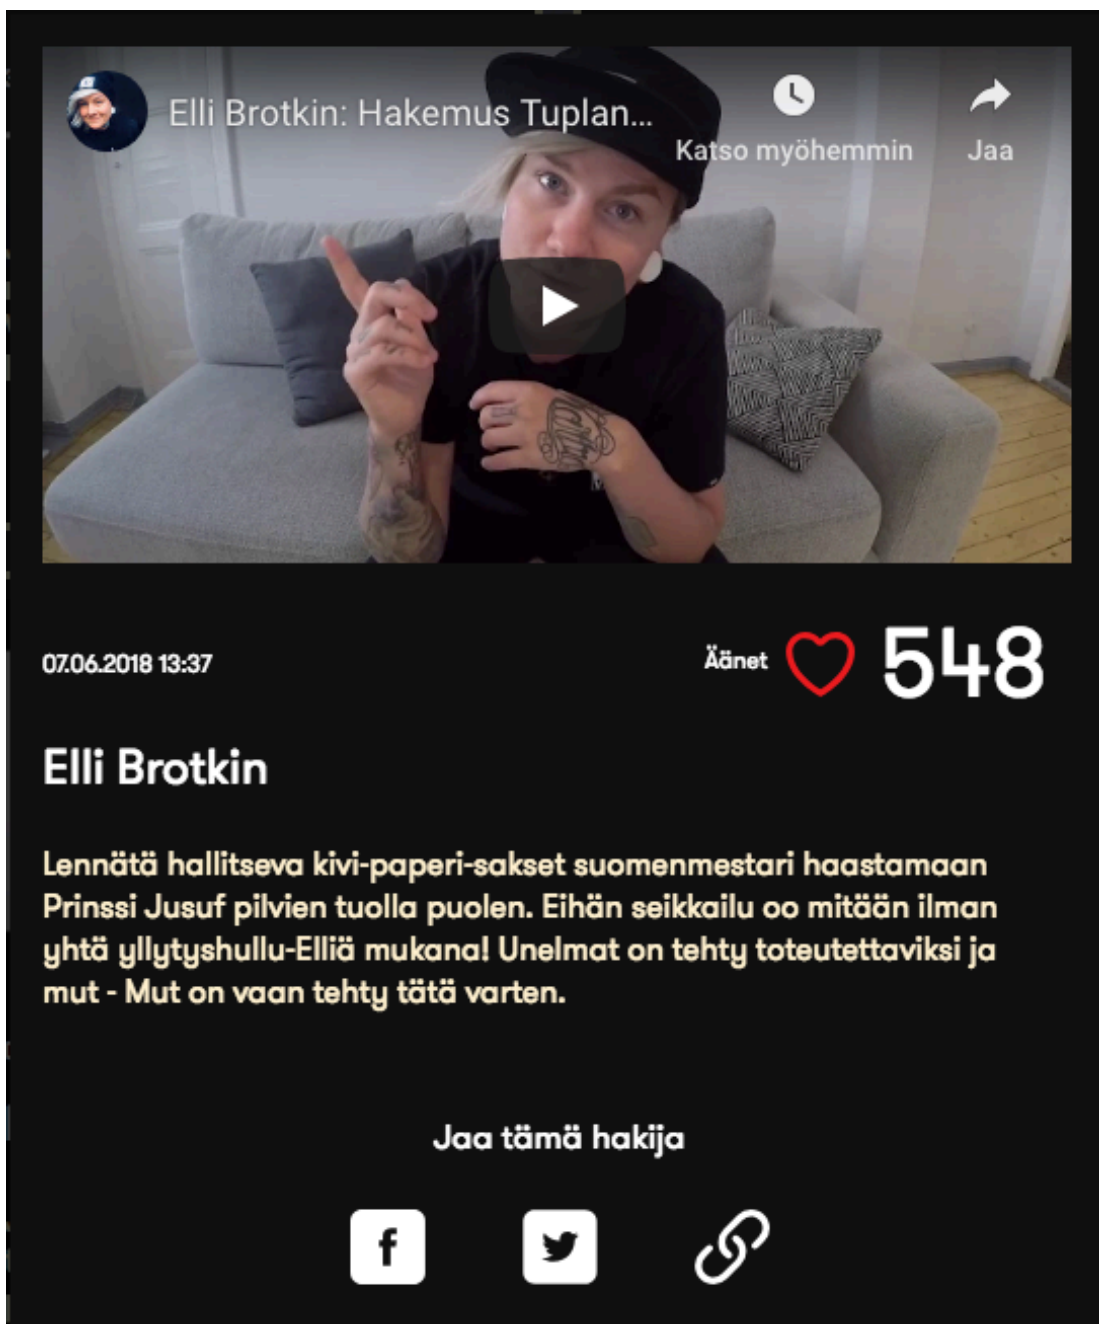 Elli Brotkin: Hakemus Tuplan...
Katso myöhemmin
Jaa
07.06.2018 13:37
Äänet
548
Elli Brotkin
Lennätä hallitseva kivi-paperi-sakset suomenmestari haastamaan
Prinssi Jusuf pilvien tuolla puolen. Eihän seikkailu oo mitään ilman
yhtä yllytyshullu-Elliä mukana! Unelmat on tehty toteutettaviksi ja
mut - Mut on vaan tehty tätä varten.
Jaa tämä hakija